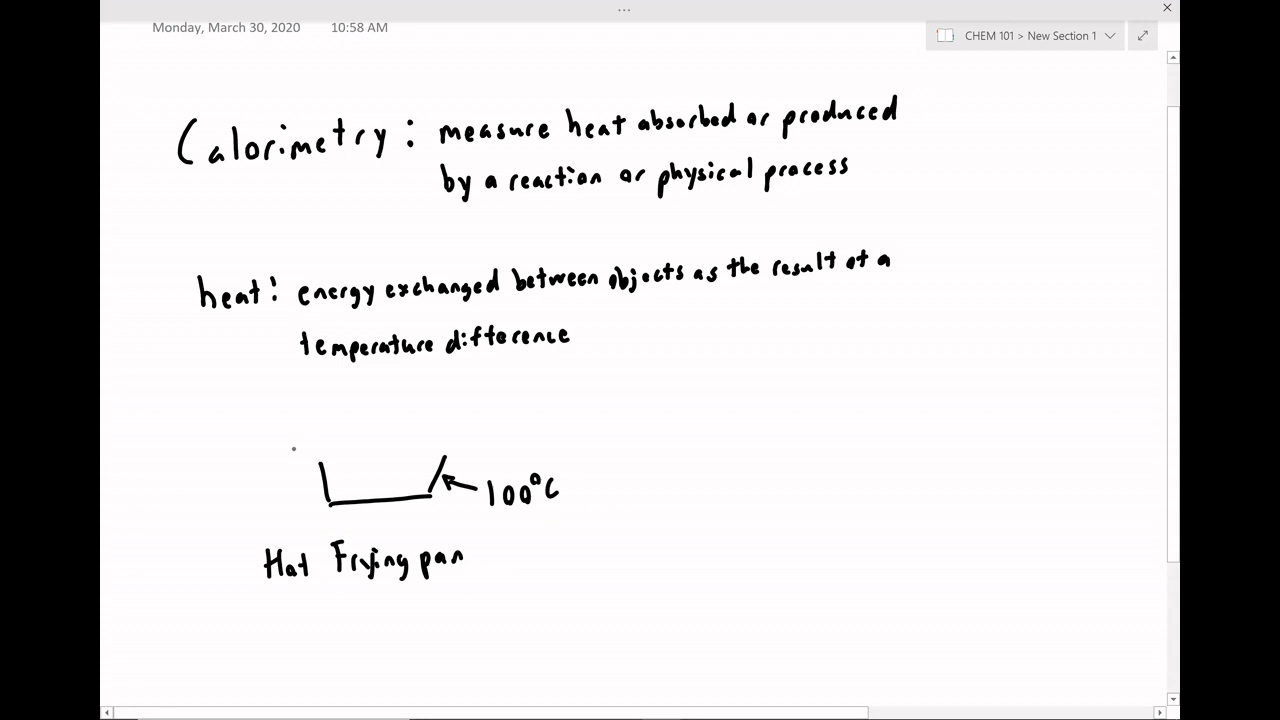 Monday, March 30, 2020 10:58 AM
CHEM 101 > New Section 1
Calorimetry: measure heat absorbed or produced
by a reaction or physical process
heat: energy exchanged between objects as the result of a
temperature difference
100°C
Hot Frying pan